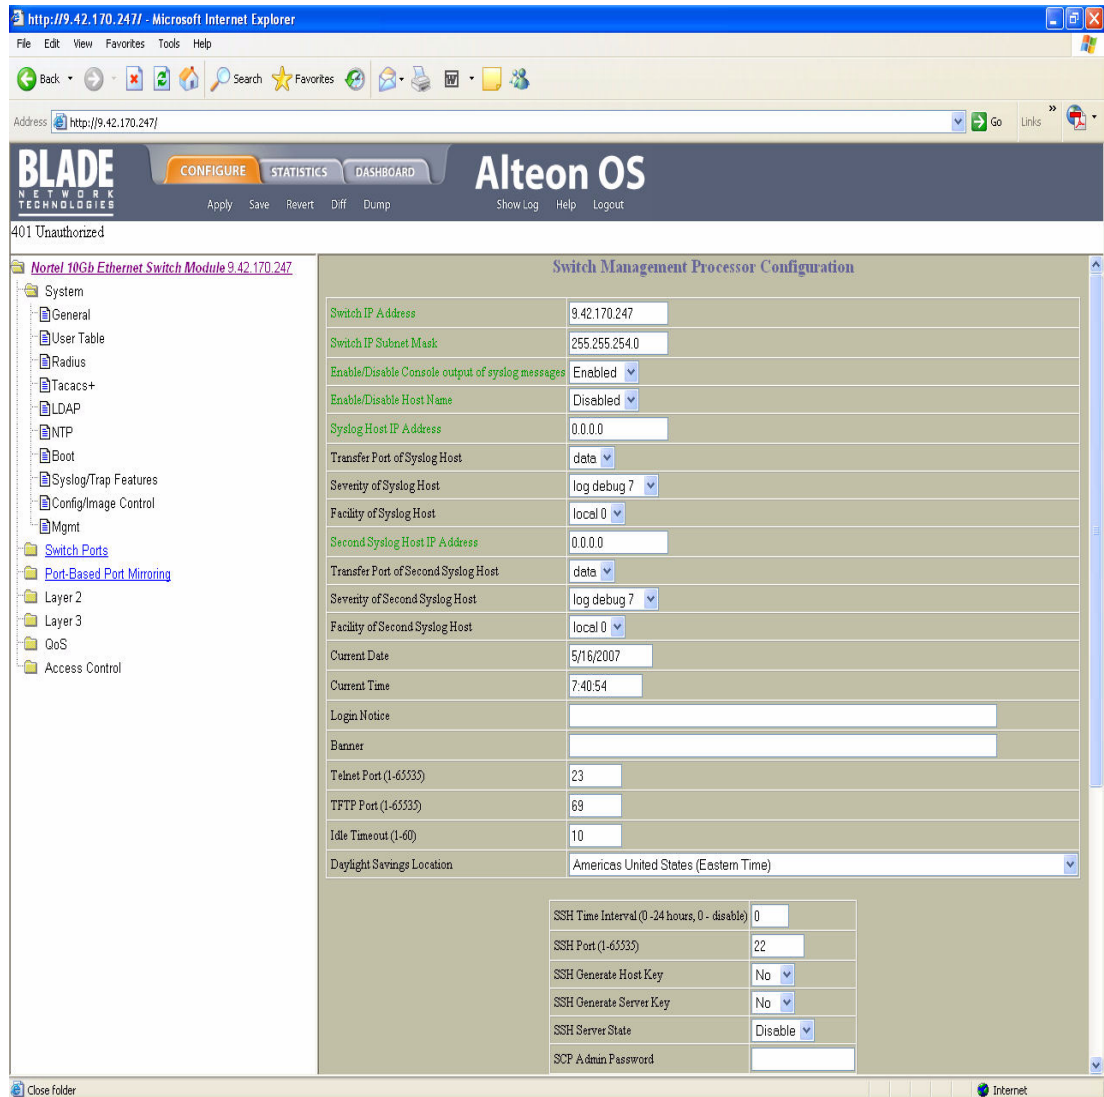 http://9.42.170.247/ - Microsoft Internet Explorer
File Edit View Favorites Tools Help
Back Search Favorites
Address http://9.42.170.247/ Go Links »
BLADE
NETWORK
TECHNOLOGIES
CONFIGURE STATISTICS DASHBOARD
Alteon OS
Apply Save Revert Diff Dump
Show Log Help Logout
401 Unauthorized
Nortel 10Gb Ethernet Switch Module 9.42.170.247
System
General
User Table
Radius
Tacacs+
LDAP
NTP
Boot
Syslog/Trap Features
Config/Image Control
Mgmt
Switch Ports
Port-Based Port Mirroring
Layer 2
Layer 3
QoS
Access Control
Switch Management Processor Configuration
Switch IP Address 9.42.170.247
Switch IP Subnet Mask 255.255.254.0
Enable/Disable Console output of syslog messages Enabled
Enable/Disable Host Name Disabled
Syslog Host IP Address 0.0.0.0
Transfer Port of Syslog Host data
Severity of Syslog Host log debug 7
Facility of Syslog Host local 0
Second Syslog Host IP Address 0.0.0.0
Transfer Port of Second Syslog Host data
Severity of Second Syslog Host log debug 7
Facility of Second Syslog Host local 0
Current Date 5/16/2007
Current Time 7:40:54
Login Notice
Banner
Telnet Port (1-65535) 23
TFTP Port (1-65535) 69
Idle Timeout (1-60) 10
Daylight Savings Location Americas United States (Eastern Time)
SSH Time Interval (0 -24 hours, 0 - disable) 0
SSH Port (1-65535) 22
SSH Generate Host Key No
SSH Generate Server Key No
SSH Server State Disable
SCP Admin Password
Close folder Internet